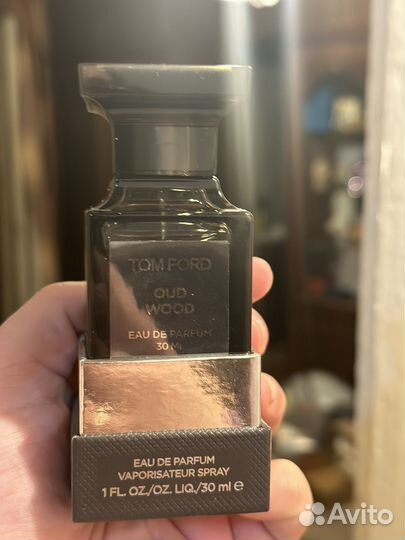 TOM FORD
OUD
WOOD
EAU DE PARFUM
30 ML
EAU DE PARFUM
VAPORISATEUR SPRAY
1 FL. OZ./OZ. LIQ./30 ml e
Avito